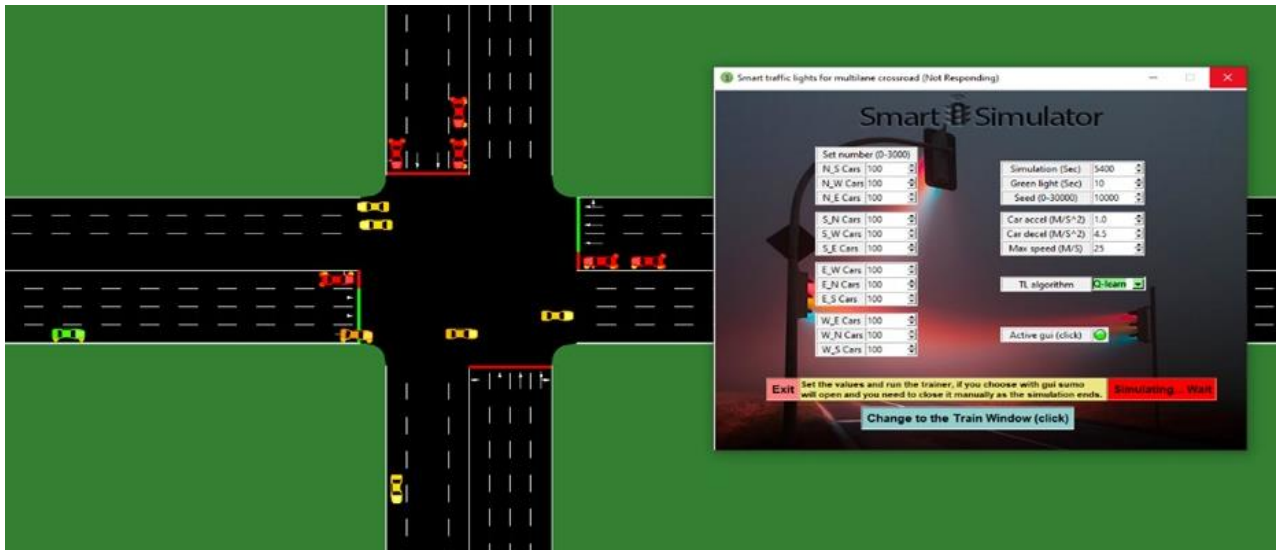 Smart traffic lights for multilane crossroad (Not Responding)
Smart Simulator
Set number (0-3000)
N_S Cars 100
N_W Cars 100
N_E Cars 100
S_N Cars 100
S_W Cars 100
S_E Cars 100
E_W Cars 100
E_N Cars 100
E_S Cars 100
W_E Cars 100
W_N Cars 100
W_S Cars 100
Simulation (Sec) 5400
Green light (Sec) 10
Seed (0-30000) 10000
Car accel (M/S^2) 1.0
Car decel (M/S^2) 4.5
Max speed (M/S) 25
TL algorithm Q-learn
Active gui (click)
Exit
Set the values and run the trainer, if you choose with gui sumo
will open and you need to close it manually as the simulation ends.
Simulating... Wait
Change to the Train Window (click)